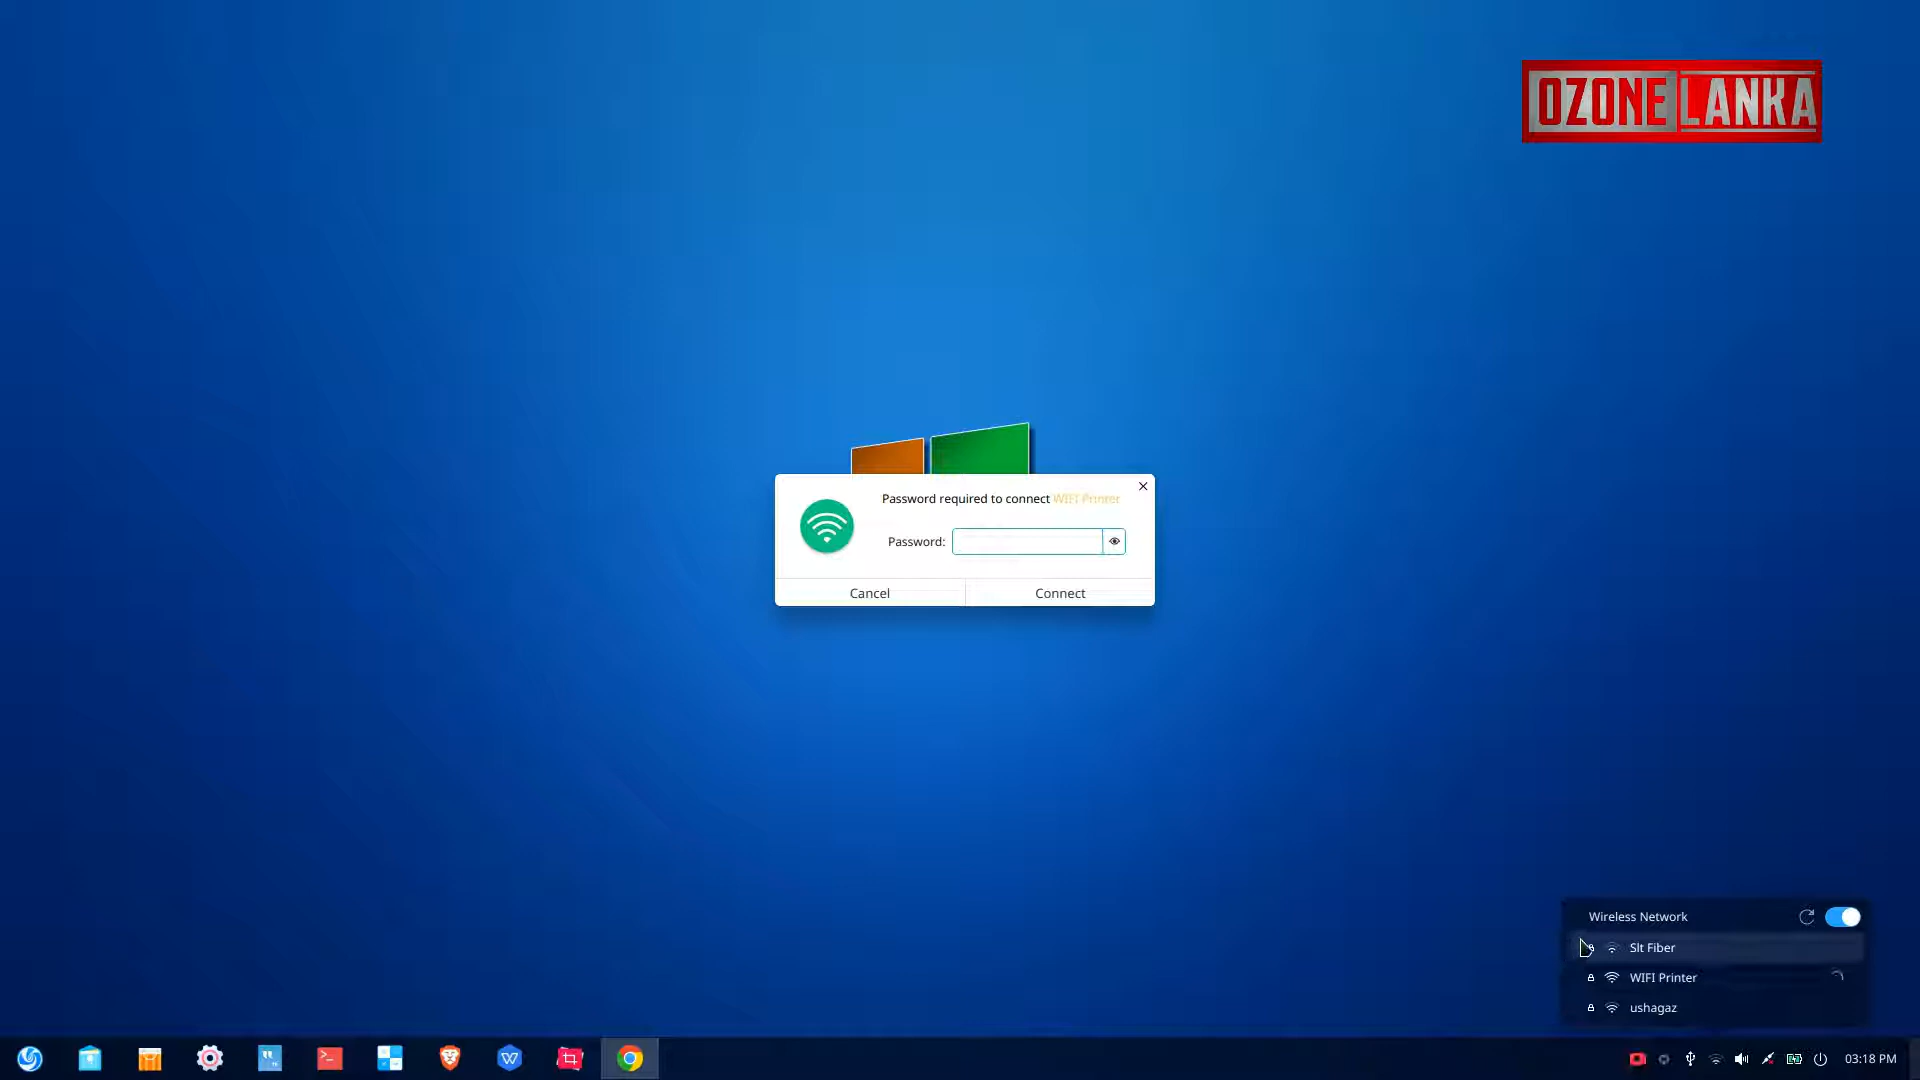 OZONE LANKA
Password required to connect WIFI Printer
Password:
Cancel
Connect
Wireless Network
Slt Fiber
WIFI Printer
ushagaz
03:18 PM